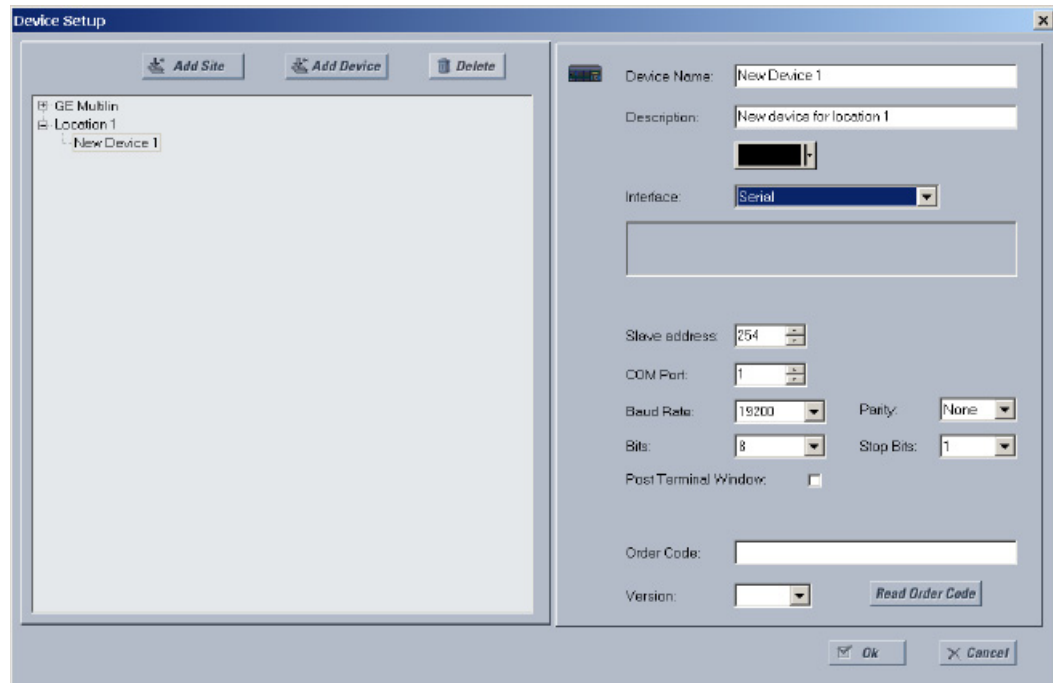 Device Setup
Add Site
Add Device
Delete
GE Multilin
Location 1
New Device 1
Device Name: New Device 1
Description: New device for location 1
Interface: Serial
Slave address: 254
COM Port: 1
Baud Rate: 19200 Parity: None
Bits: 8 Stop Bits: 1
Post Terminal Window:
Order Code:
Version: Read Order Code
Ok Cancel